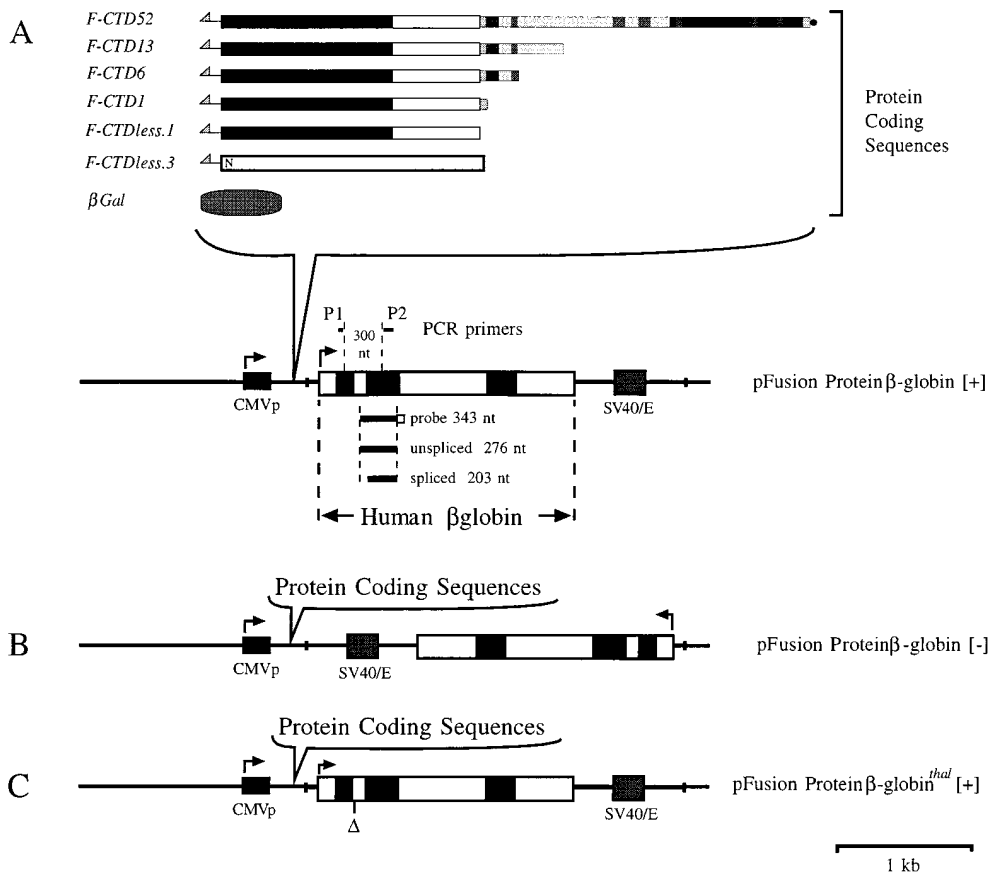 A
F-CTD52
F-CTD13
F-CTD6
F-CTD1
F-CTDless.1
F-CTDless.3
N
βGal
Protein
Coding
Sequences
P1
P2
300
nt
PCR primers
CMVp
SV40/E
pFusion Proteinβ-globin [+]
probe 343 nt
unspliced 276 nt
spliced 203 nt
Human βglobin
B
Protein Coding Sequences
CMVp
SV40/E
pFusion Proteinβ-globin [-]
C
Protein Coding Sequences
CMVp
Δ
SV40/E
pFusion Proteinβ-globin thal [+]
1 kb